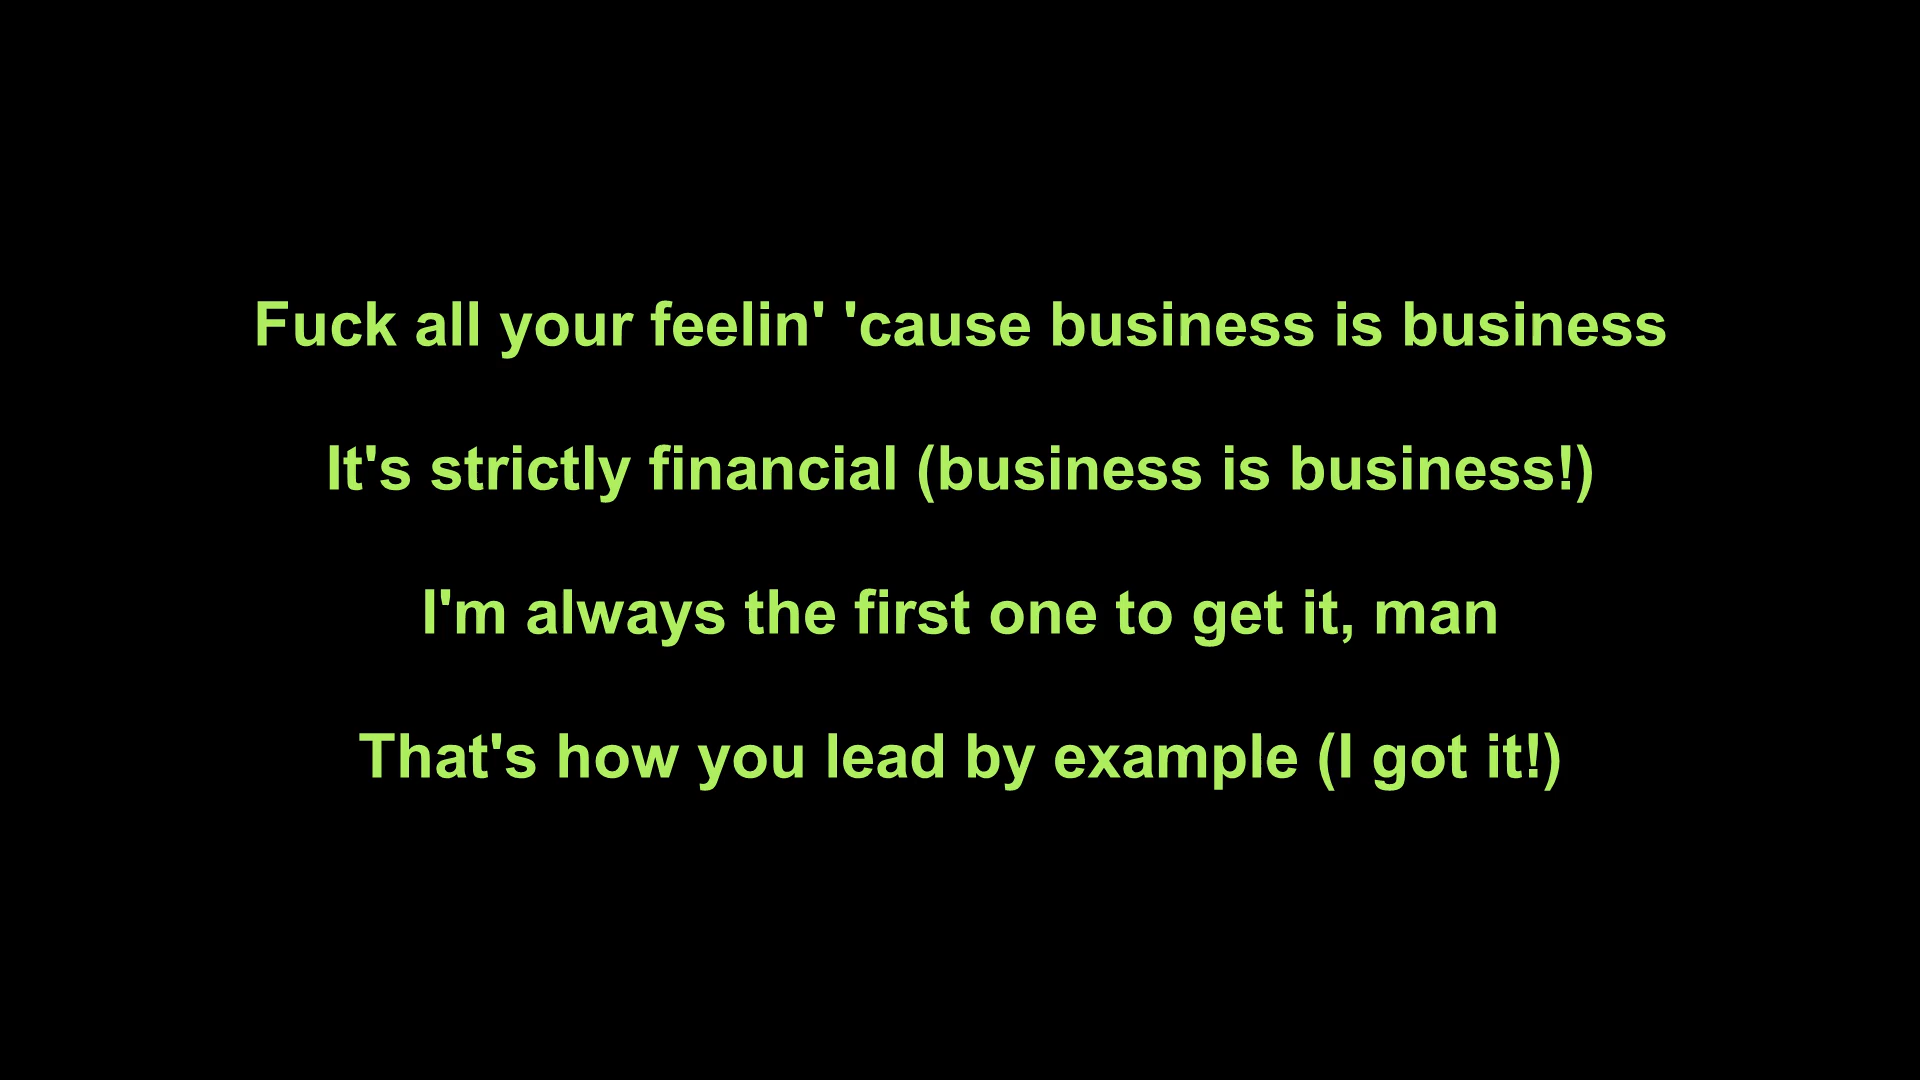 Fuck all your feelin' 'cause business is business
It's strictly financial (business is business!)
I'm always the first one to get it, man
That's how you lead by example (I got it!)